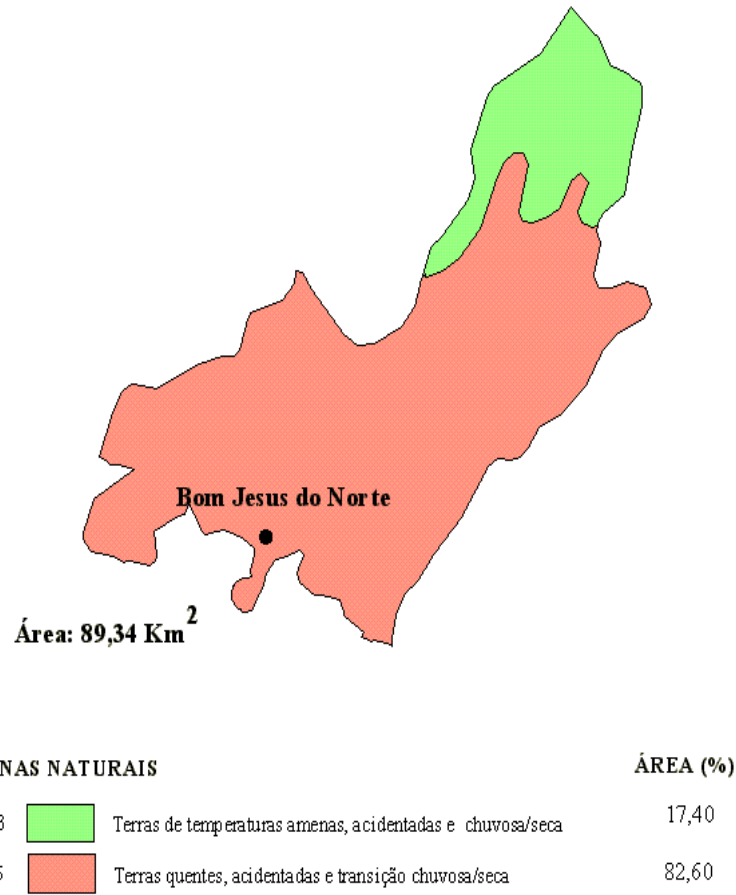 Bom Jesus do Norte
Área: 89,34 Km²
NAS NATURAIS ÁREA (%)
Terras de temperaturas amenas, acidentadas e chuvosa/seca 17,40
Terras quentes, acidentadas e transição chuvosa/seca 82,60